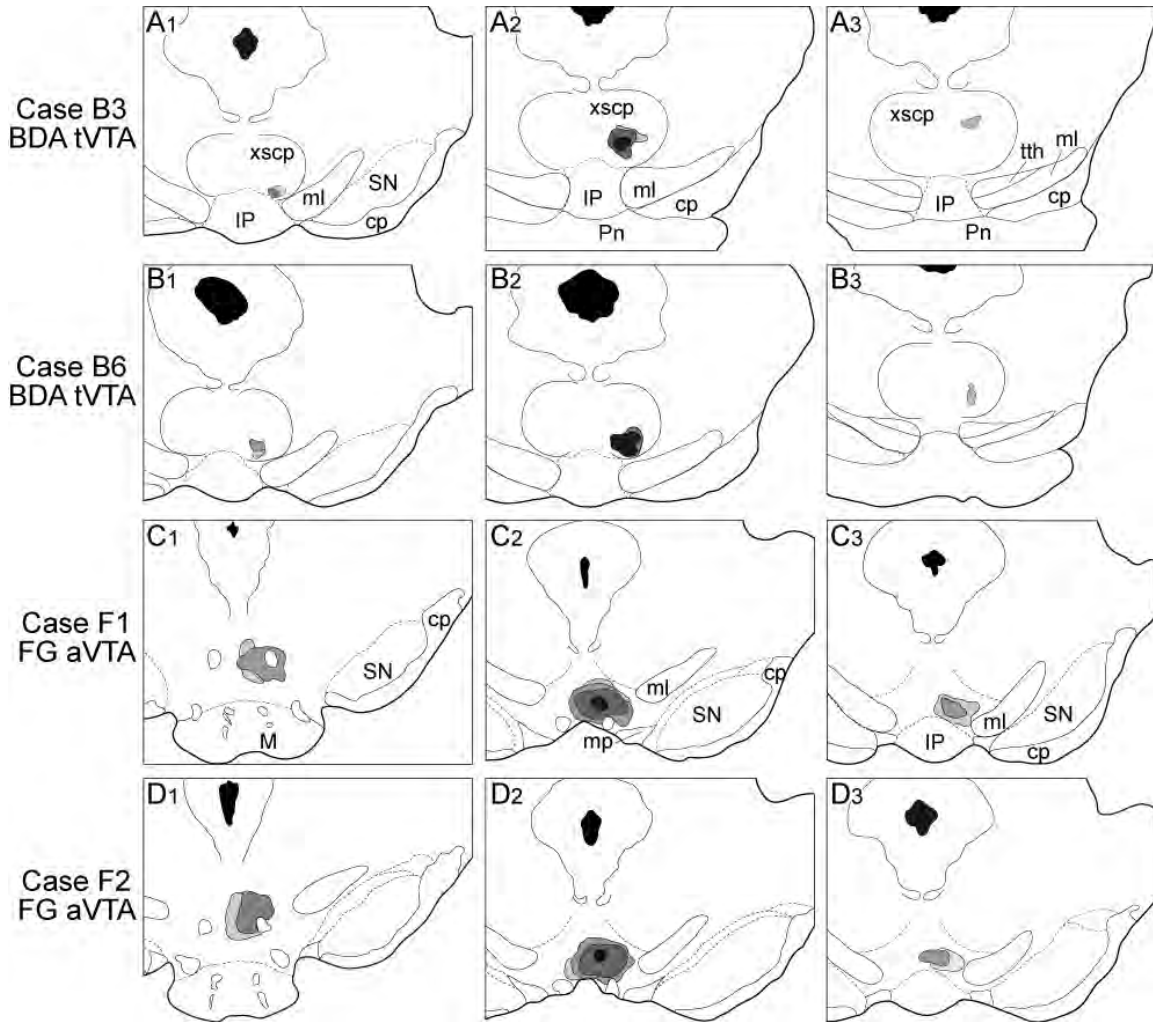 Case B3
BDA tVTA
A1
xscp
IP
ml
SN
cp
A2
xscp
IP
ml
cp
Pn
A3
xscp
tth
ml
IP
cp
Pn
Case B6
BDA tVTA
B1
B2
B3
Case F1
FG aVTA
C1
M
SN
cp
C2
mp
ml
SN
cp
C3
IP
ml
SN
cp
Case F2
FG aVTA
D1
D2
D3